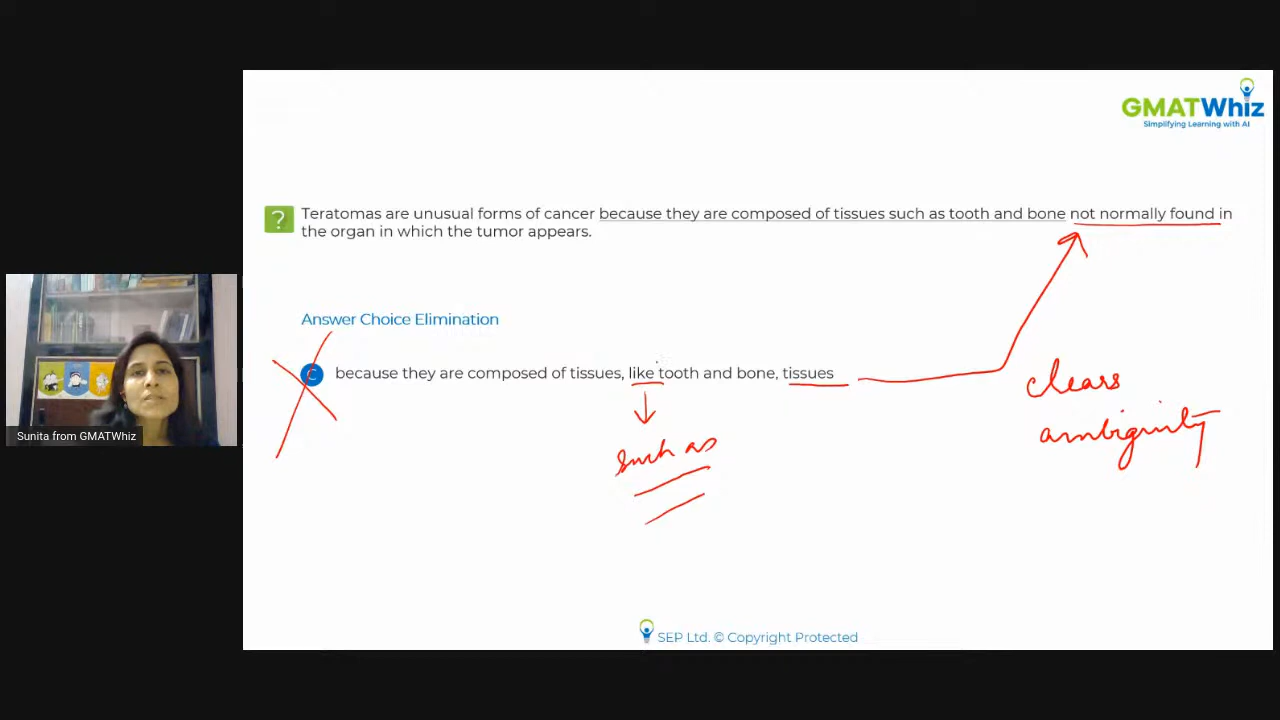 GMATWhiz
Simplifying Learning with AI
?
Teratomas are unusual forms of cancer because they are composed of tissues such as tooth and bone not normally found in
the organ in which the tumor appears.
Answer Choice Elimination
C
because they are composed of tissues, like tooth and bone, tissues
such as
clears
ambiguity
Sunita from GMATWhiz
SEP Ltd. © Copyright Protected